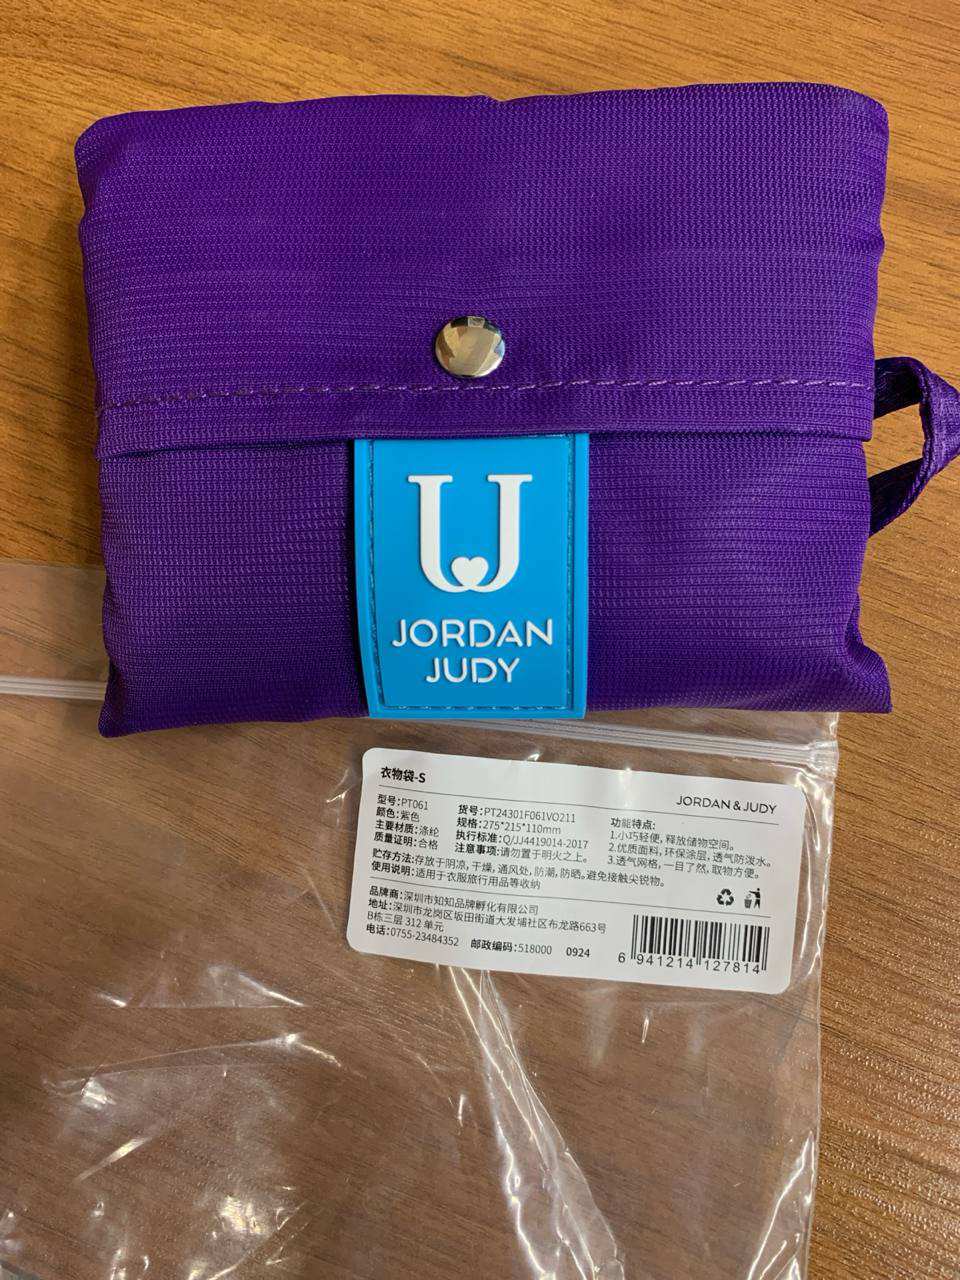 JORDAN
JUDY
衣物袋-S
JORDAN & JUDY
型号:PT061
货号:PT24301F061VO211
功能特点:
颜色:紫色
规格:275*215*110mm
1.小巧轻便, 释放储物空间。
主要材质:涤纶
执行标准:Q/JJ4419014-2017
2.优质面料, 环保涂层, 透气防泼水。
质量证明:合格
注意事项:请勿置于明火之上。
3.透气网格, 一目了然, 取物方便。
贮存方法:存放于阴凉, 干燥, 通风处, 防潮, 防晒。避免接触尖锐物。
使用说明:适用于衣服旅行用品等收纳
品牌商:深圳市知知品牌孵化有限公司
地址:深圳市龙岗区坂田街道大发埔社区布龙路663号
B栋三层 312 单元
电话:0755-23484352 邮政编码:518000 0924
6 941214 127814